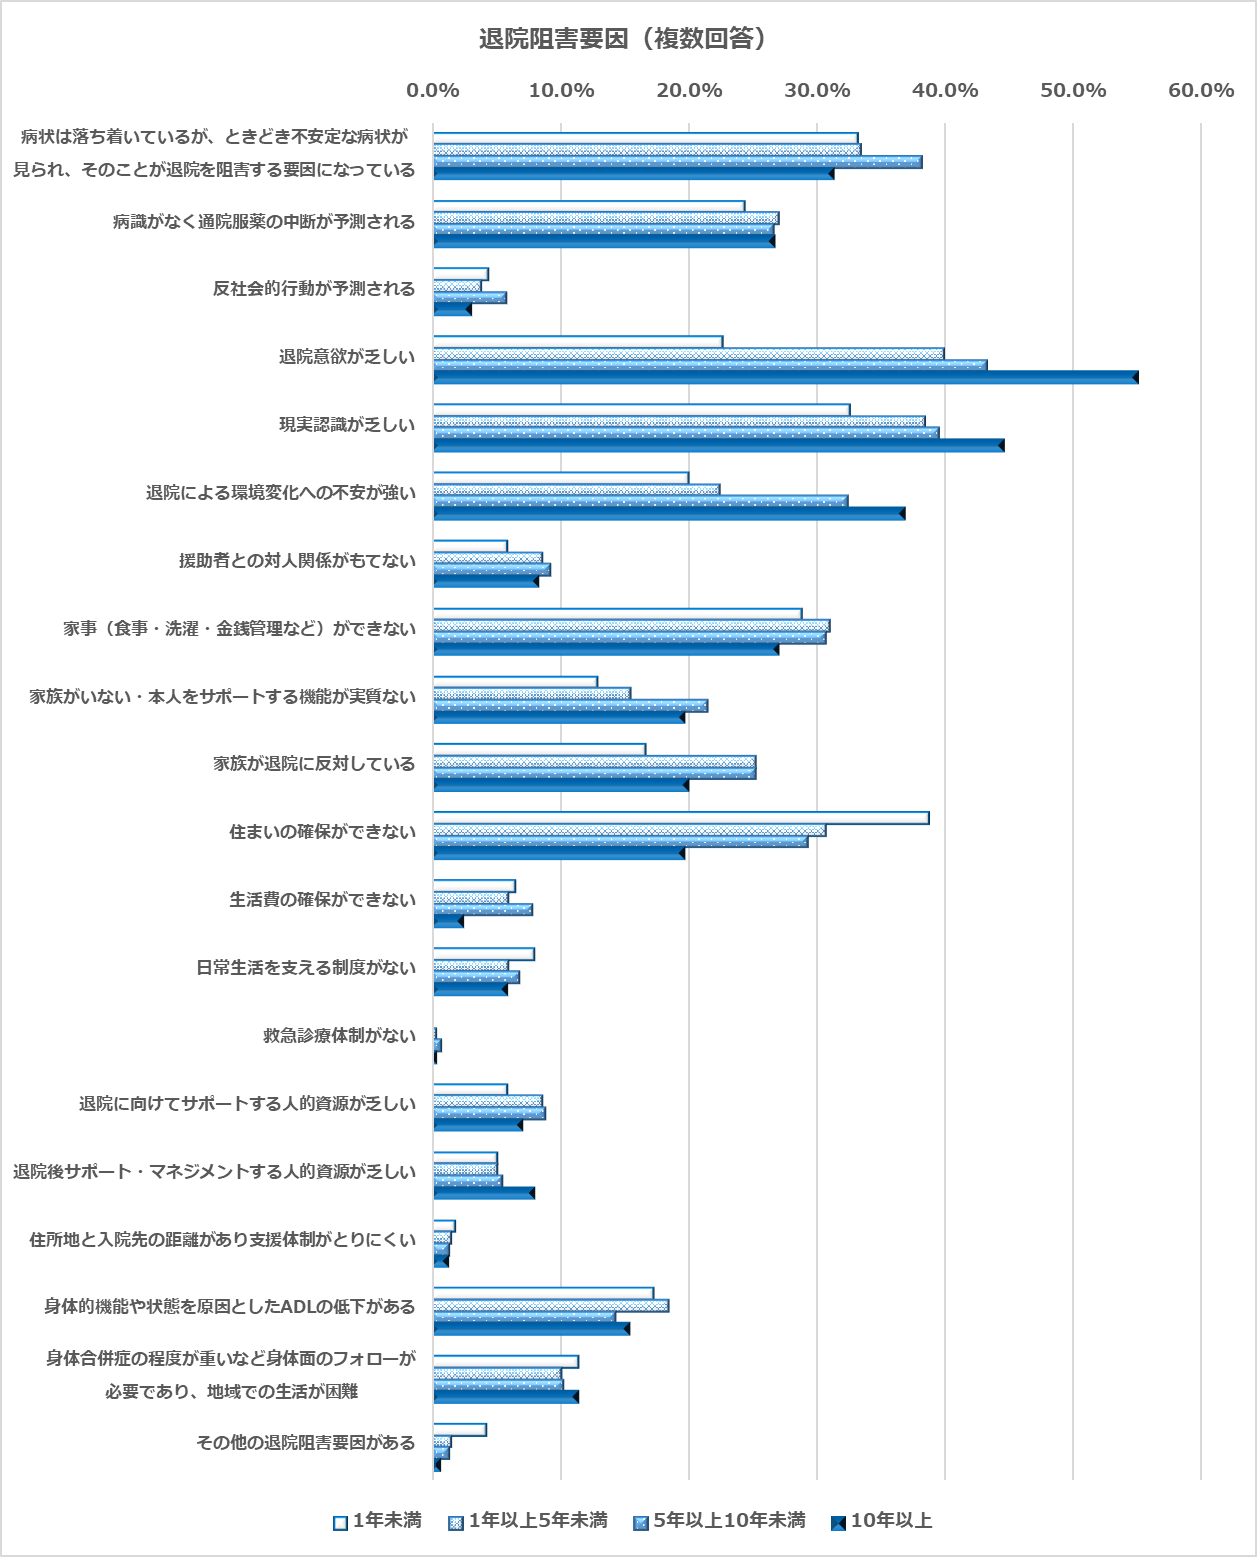 退院阻害要因（複数回答）
0.0% 10.0% 20.0% 30.0% 40.0% 50.0% 60.0%
病状は落ち着いているが、ときどき不安定な病状が
見られ、そのことが退院を阻害する要因になっている
病識がなく通院服薬の中断が予測される
反社会的行動が予測される
退院意欲が乏しい
現実認識が乏しい
退院による環境変化への不安が強い
援助者との対人関係がもてない
家事（食事・洗濯・金銭管理など）ができない
家族がいない・本人をサポートする機能が実質ない
家族が退院に反対している
住まいの確保ができない
生活費の確保ができない
日常生活を支える制度がない
救急診療体制がない
退院に向けてサポートする人的資源が乏しい
退院後サポート・マネジメントする人的資源が乏しい
住所地と入院先の距離があり支援体制がとりにくい
身体的機能や状態を原因としたADLの低下がある
身体合併症の程度が重いなど身体面のフォローが
必要であり、地域での生活が困難
その他の退院阻害要因がある
1年未満 1年以上5年未満 5年以上10年未満 10年以上